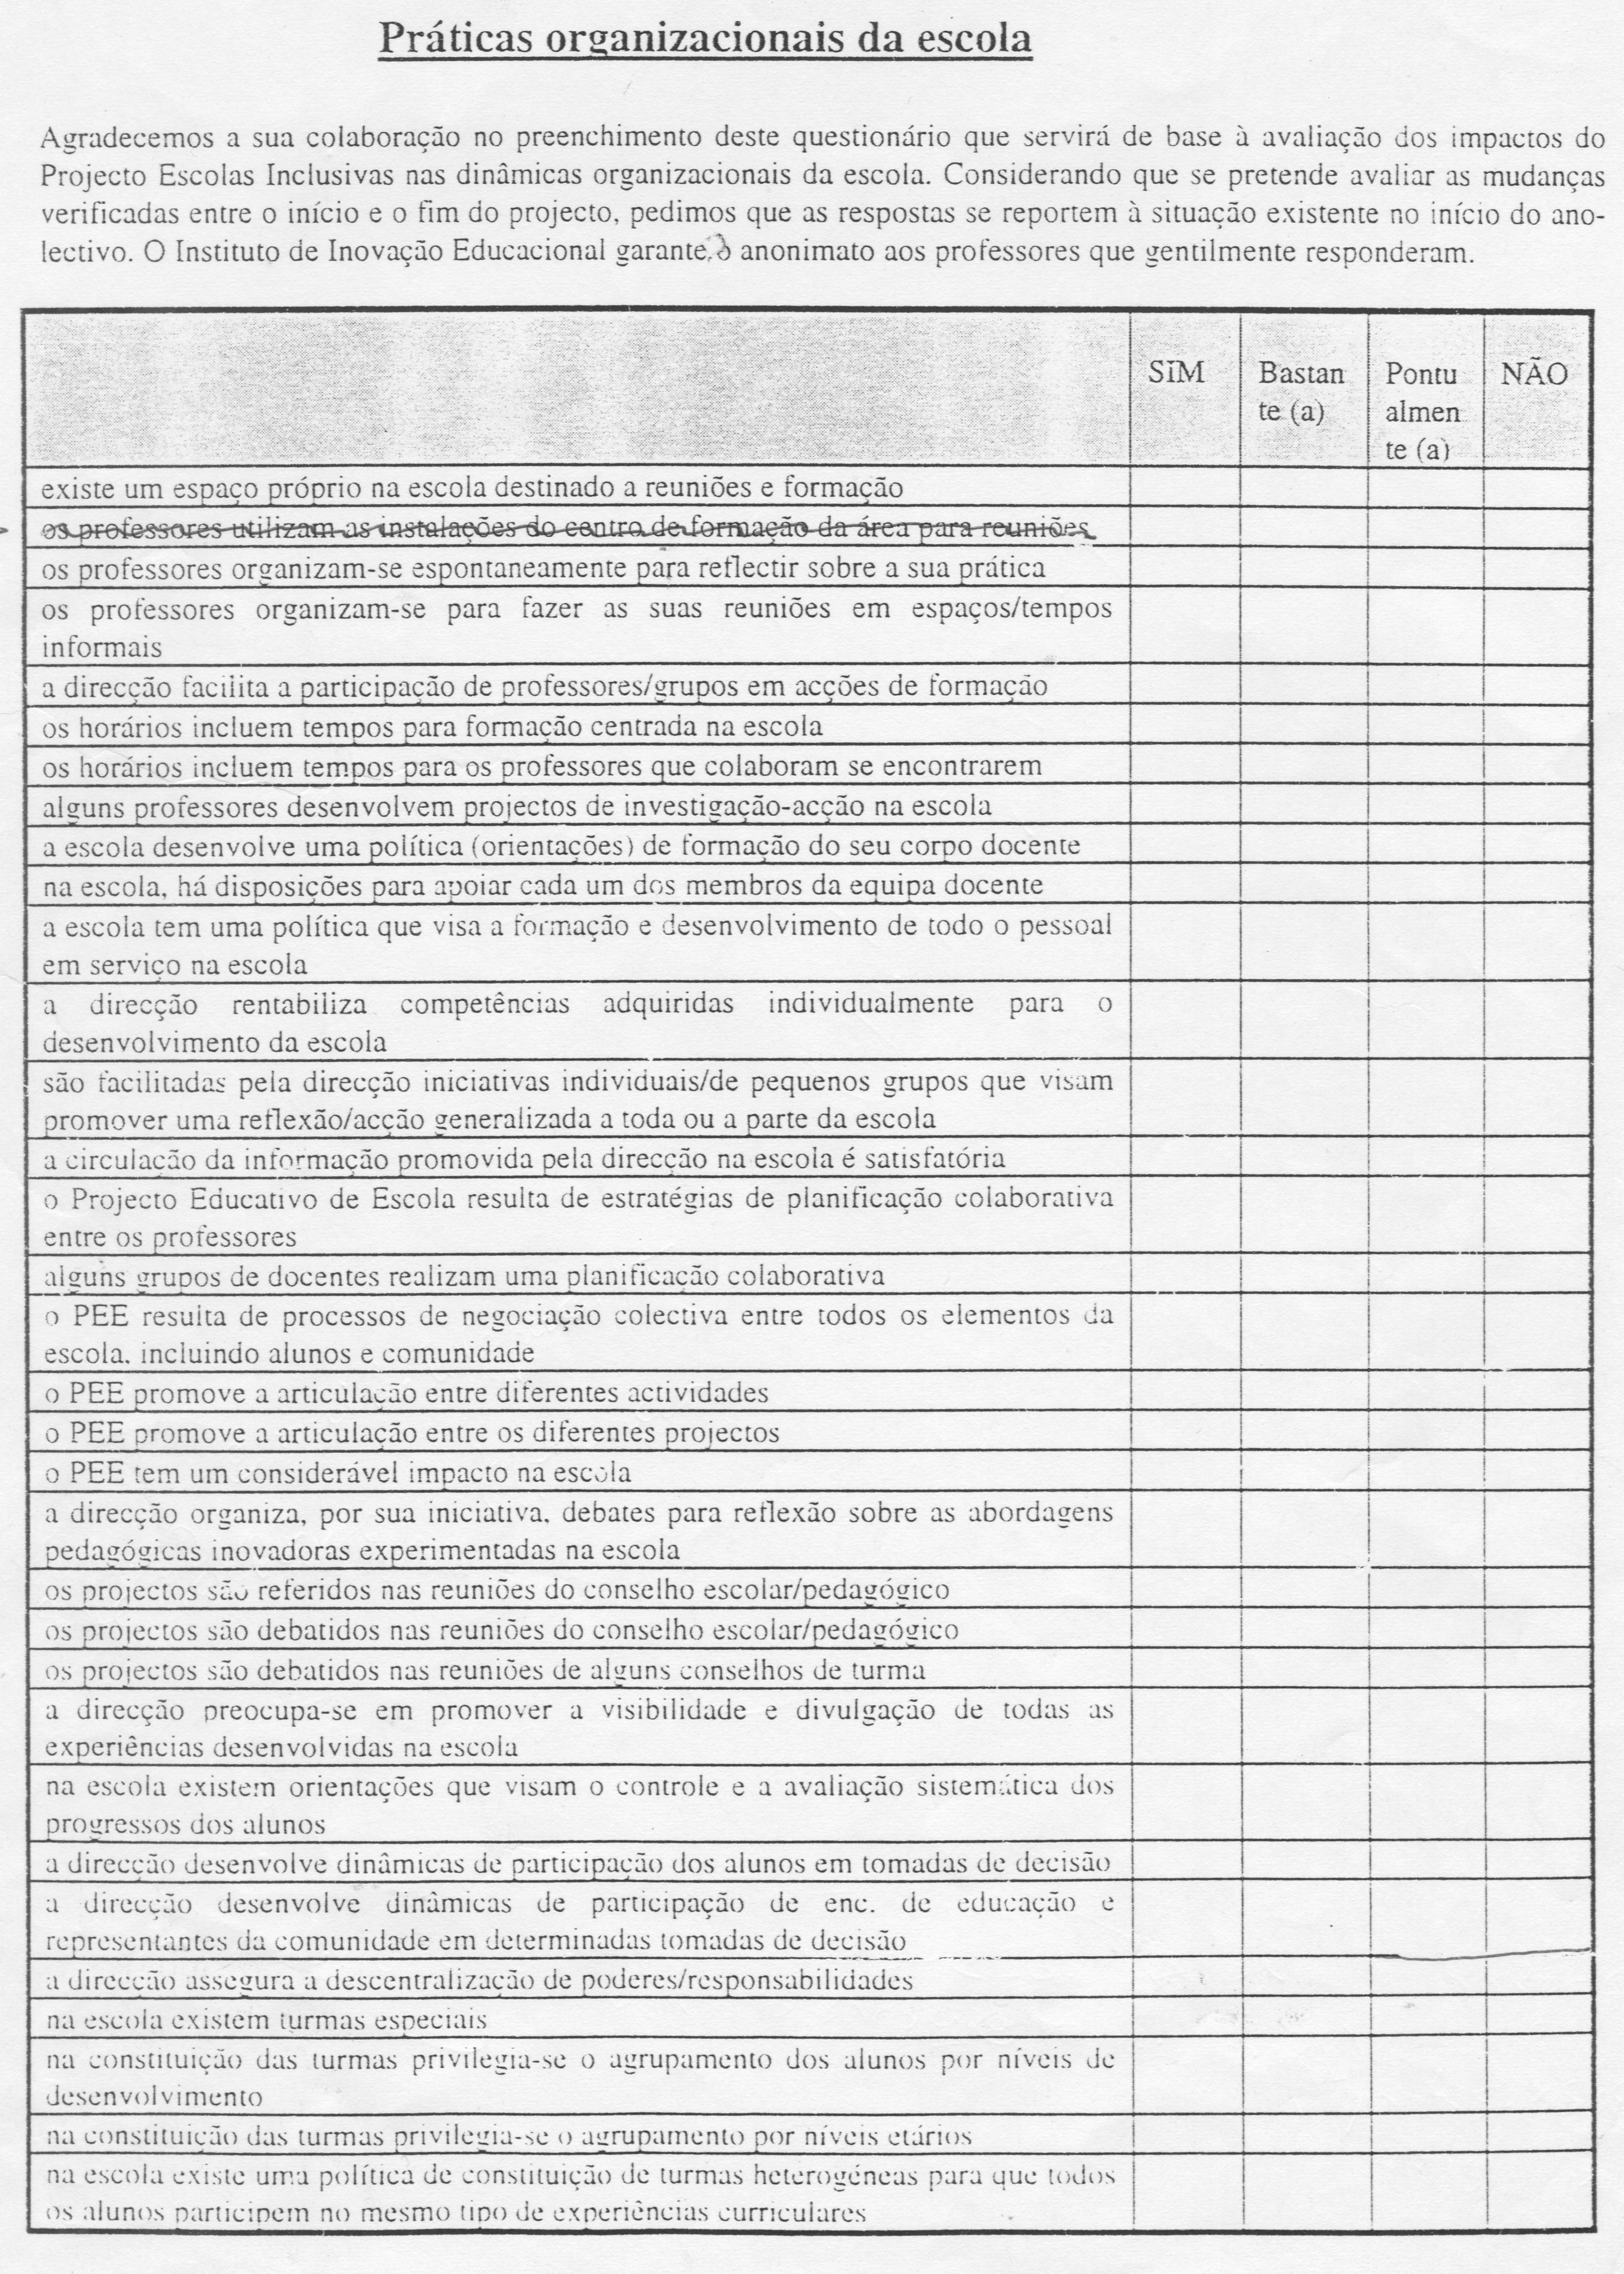 Práticas organizacionais da escola
Agradecemos a sua colaboração no preenchimento deste questionário que servirá de base à avaliação dos impactos do
Projecto Escolas Inclusivas nas dinâmicas organizacionais da escola. Considerando que se pretende avaliar as mudanças
verificadas entre o início e o fim do projecto, pedimos que as respostas se reportem à situação existente no início do ano-
lectivo. O Instituto de Inovação Educacional garante, o anonimato aos professores que gentilmente responderam.
SIM
Bastan
te (a)
Pontu
almen
te (a)
NÃO
existe um espaço próprio na escola destinado a reuniões e formação
os professores utilizam as instalações do centro de formação da área para reuniões
os professores organizam-se espontaneamente para reflectir sobre a sua prática
os professores organizam-se para fazer as suas reuniões em espaços/tempos
informais
a direcção facilita a participação de professores/grupos em acções de formação
os horários incluem tempos para formação centrada na escola
os horários incluem tempos para os professores que colaboram se encontrarem
alguns professores desenvolvem projectos de investigação-acção na escola
a escola desenvolve uma política (orientações) de formação do seu corpo docente
na escola, há disposições para apoiar cada um dos membros da equipa docente
a escola tem uma política que visa a formação e desenvolvimento de todo o pessoal
em serviço na escola
a direcção rentabiliza competências adquiridas individualmente para o
desenvolvimento da escola
são facilitadas pela direcção iniciativas individuais/de pequenos grupos que visam
promover uma reflexão/acção generalizada a toda ou a parte da escola
a circulação da informação promovida pela direcção na escola é satisfatória
o Projecto Educativo de Escola resulta de estratégias de planificação colaborativa
entre os professores
alguns grupos de docentes realizam uma planificação colaborativa
o PEE resulta de processos de negociação colectiva entre todos os elementos da
escola, incluindo alunos e comunidade
o PEE promove a articulação entre diferentes actividades
o PEE promove a articulação entre os diferentes projectos
o PEE tem um considerável impacto na escola
a direcção organiza, por sua iniciativa, debates para reflexão sobre as abordagens
pedagógicas inovadoras experimentadas na escola
os projectos são referidos nas reuniões do conselho escolar/pedagógico
os projectos são debatidos nas reuniões do conselho escolar/pedagógico
os projectos são debatidos nas reuniões de alguns conselhos de turma
a direcção preocupa-se em promover a visibilidade e divulgação de todas as
experiências desenvolvidas na escola
na escola existem orientações que visam o controle e a avaliação sistemática dos
progressos dos alunos
a direcção desenvolve dinâmicas de participação dos alunos em tomadas de decisão
a direcção desenvolve dinâmicas de participação de enc. de educação e
representantes da comunidade em determinadas tomadas de decisão
a direcção assegura a descentralização de poderes/responsabilidades
na escola existem turmas especiais
na constituição das turmas privilegia-se o agrupamento dos alunos por níveis de
desenvolvimento
na constituição das turmas privilegia-se o agrupamento por níveis etários
na escola existe uma política de constituição de turmas heterogéneas para que todos
os alunos participem no mesmo tipo de experiências curriculares